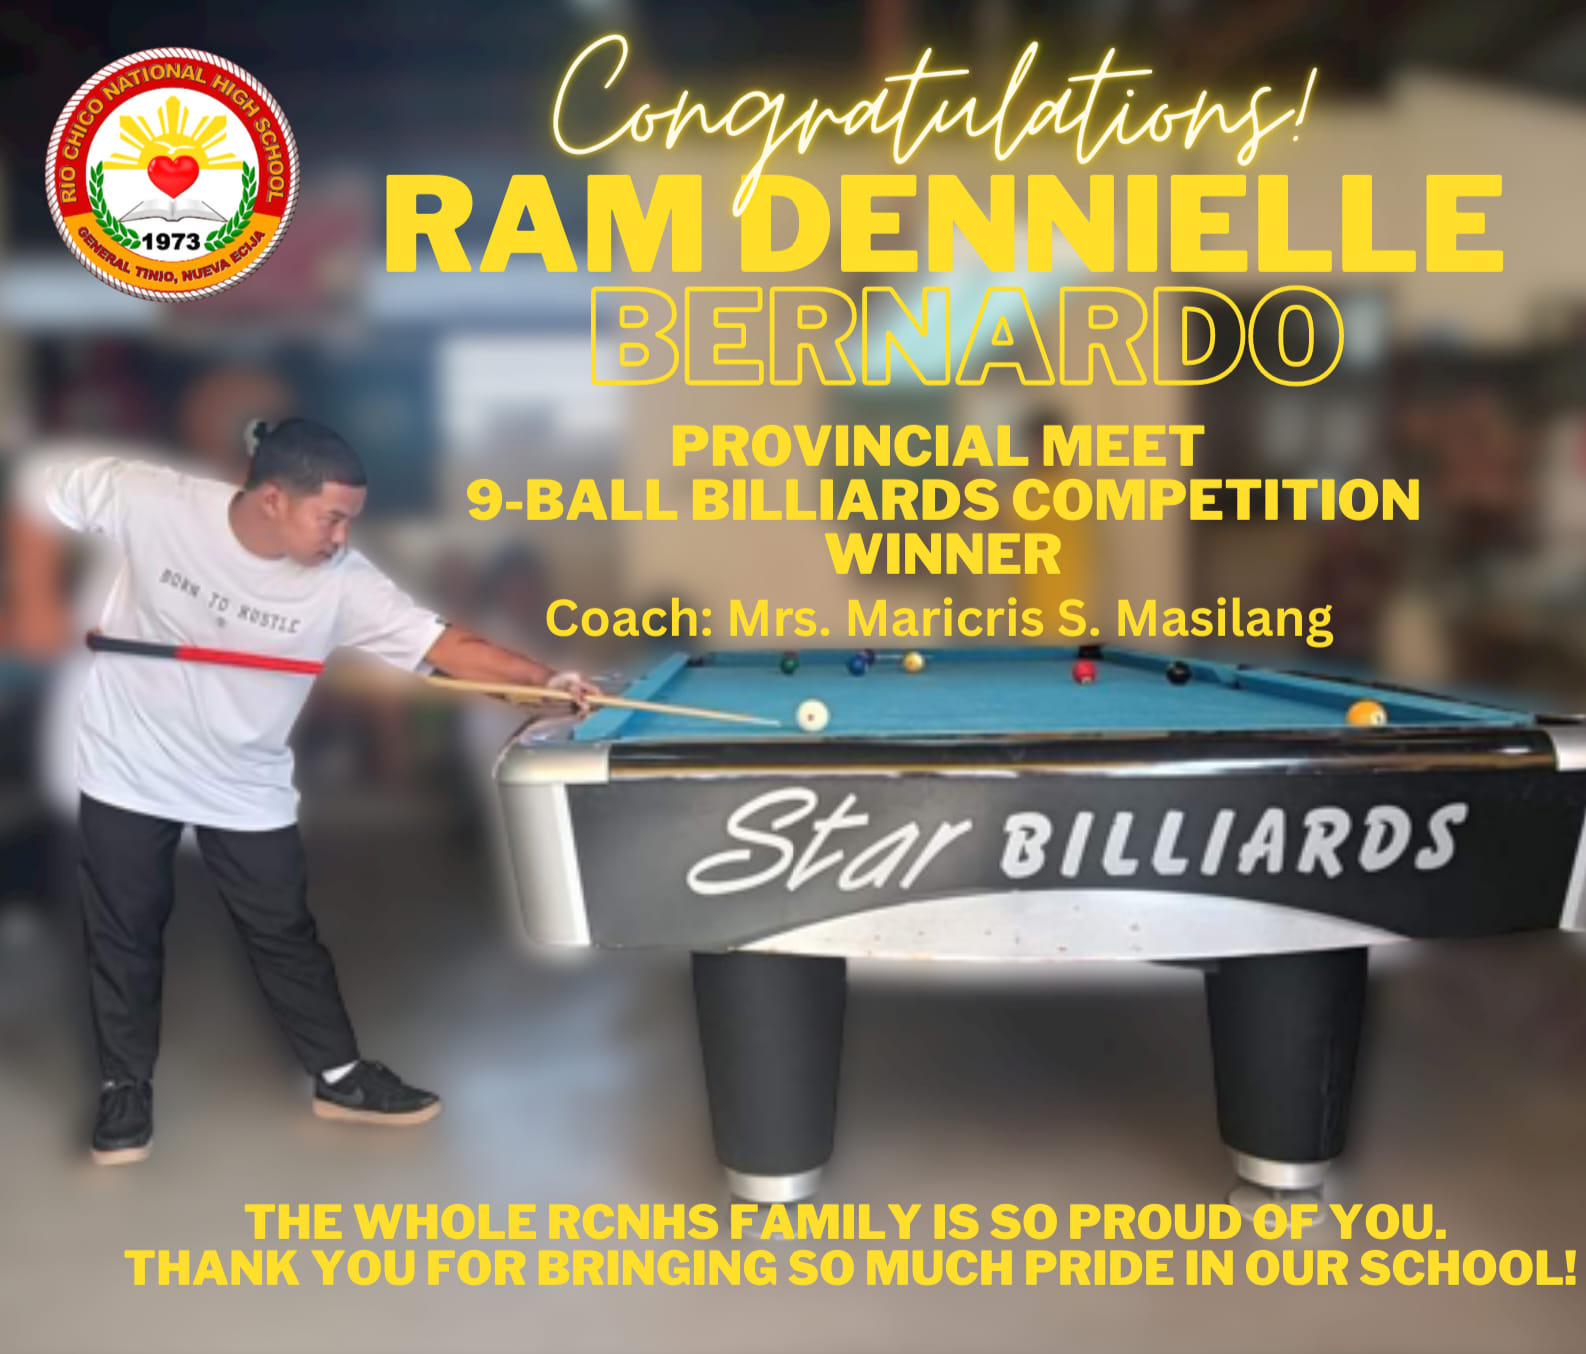 RIO CHICO NATIONAL HIGH SCHOOL
1973
GENERAL TINIO, NUEVA ECIJA
Congratulations!
RAM DENNIELLE
BERNARDO
PROVINCIAL MEET
9-BALL BILLIARDS COMPETITION
WINNER
Coach: Mrs. Maricris S. Masilang
BORN TO HUSTLE
Star BILLIARDS
THE WHOLE RCNHS FAMILY IS SO PROUD OF YOU.
THANK YOU FOR BRINGING SO MUCH PRIDE IN OUR SCHOOL!